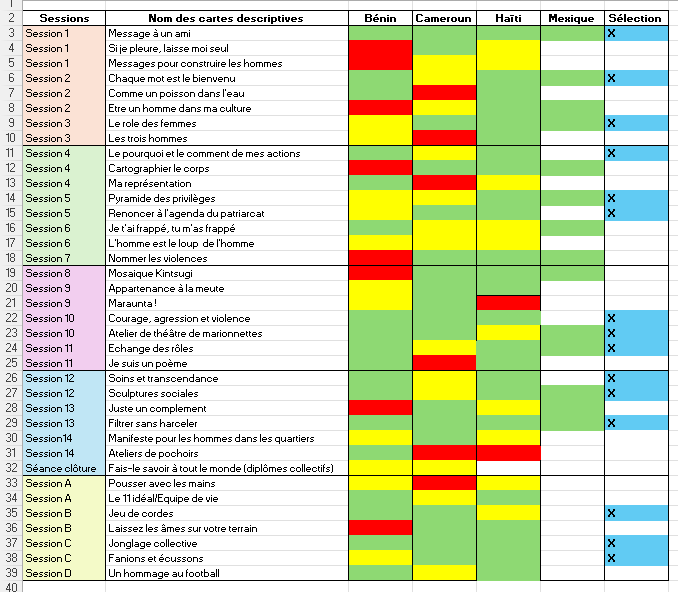 1
2 Sessions Nom des cartes descriptives Bénin Cameroun Haïti Mexique Sélection
3 Session 1 Message à un ami X
4 Session 1 Si je pleure, laisse moi seul
5 Session 1 Messages pour construire les hommes
6 Session 2 Chaque mot est le bienvenu X
7 Session 2 Comme un poisson dans l'eau
8 Session 2 Etre un homme dans ma culture
9 Session 3 Le role des femmes X
10 Session 3 Les trois hommes
11 Session 4 Le pourquoi et le comment de mes actions X
12 Session 4 Cartographier le corps
13 Session 4 Ma représentation
14 Session 5 Pyramide des privilèges X
15 Session 5 Renoncer à l'agenda du patriarcat X
16 Session 6 Je t'ai frappé, tu m'as frappé
17 Session 6 L'homme est le loup de l'homme
18 Session 7 Nommer les violences
19 Session 8 Mosaique Kintsugi
20 Session 9 Appartenance à la meute
21 Session 9 Maraunta !
22 Session 10 Courage, agression et violence X
23 Session 10 Atelier de théâtre de marionnettes X
24 Session 11 Echange des rôles X
25 Session 11 Je suis un poème
26 Session 12 Soins et transcendance X
27 Session 12 Sculptures sociales X
28 Session 13 Juste un complement
29 Session 13 Filtrer sans harceler X
30 Session14 Manifeste pour les hommes dans les quartiers
31 Session 14 Ateliers de pochoirs
32 Séance clôture Fais-le savoir à tout le monde (diplômes collectifs)
33 Session A Pousser avec les mains
34 Session A Le 11 idéal/Equipe de vie
35 Session B Jeu de cordes X
36 Session B Laissez les âmes sur votre terrain
37 Session C Jonglage collective X
38 Session C Fanions et écussons X
39 Session D Un hommage au football
40